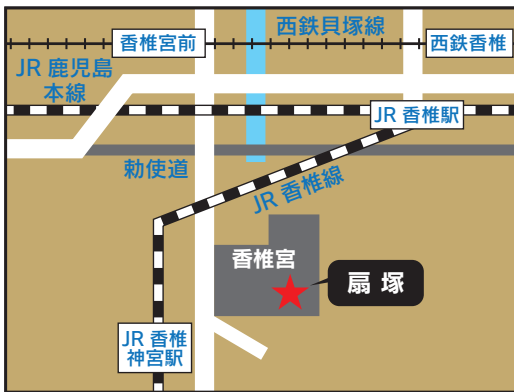 西鉄貝塚線
香椎宮前
西鉄香椎
JR 鹿児島
本線
JR 香椎駅
勅使道
JR 香椎線
香椎宮
扇 塚
JR 香椎
神宮駅